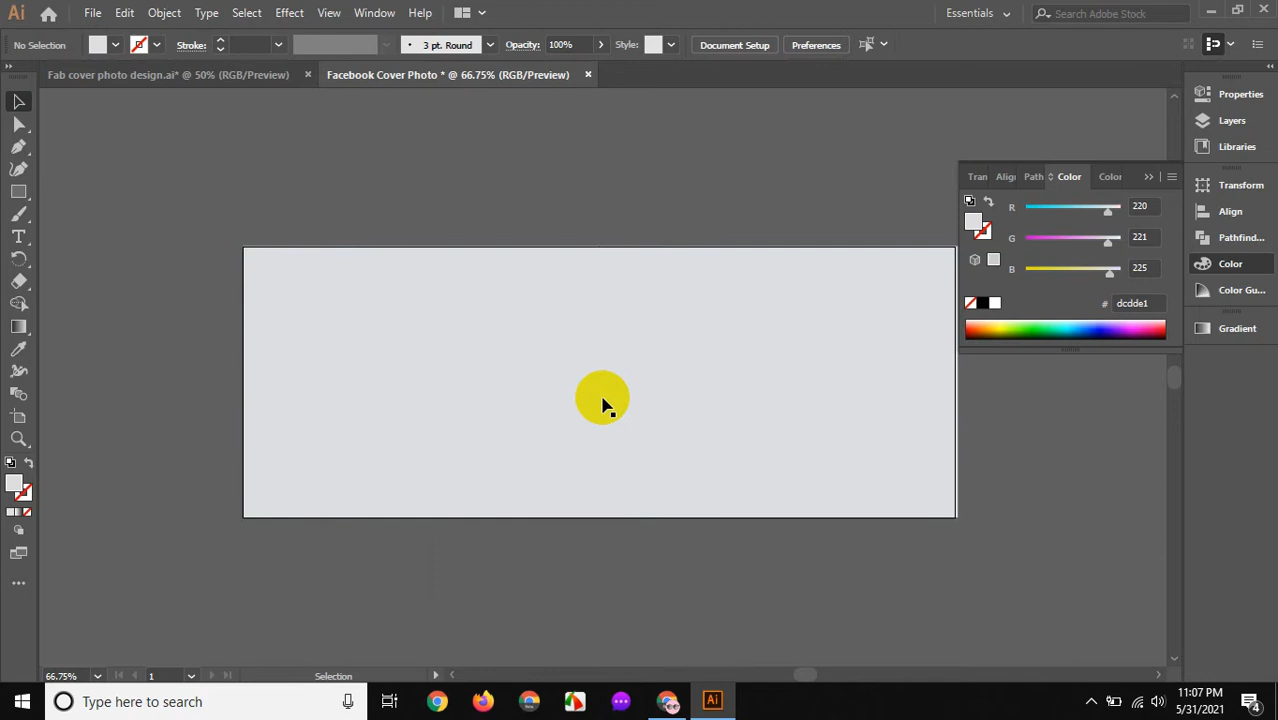 Ai File Edit Object Type Select Effect View Window Help Essentials Search Adobe Stock
No Selection Stroke: 3 pt. Round Opacity: 100% Style: Document Setup Preferences
Fab cover photo design.ai* @ 50% (RGB/Preview) × Facebook Cover Photo * @ 66.75% (RGB/Preview) ×
Properties
Layers
Libraries
Tran Align Path Color Color
Transform
R 220
Align
G 221
Pathfind...
B 225
Color
Color Gu...
# dcdde1
Gradient
66.75% 1 Selection
Type here to search Ai 11:07 PM
5/31/2021 4